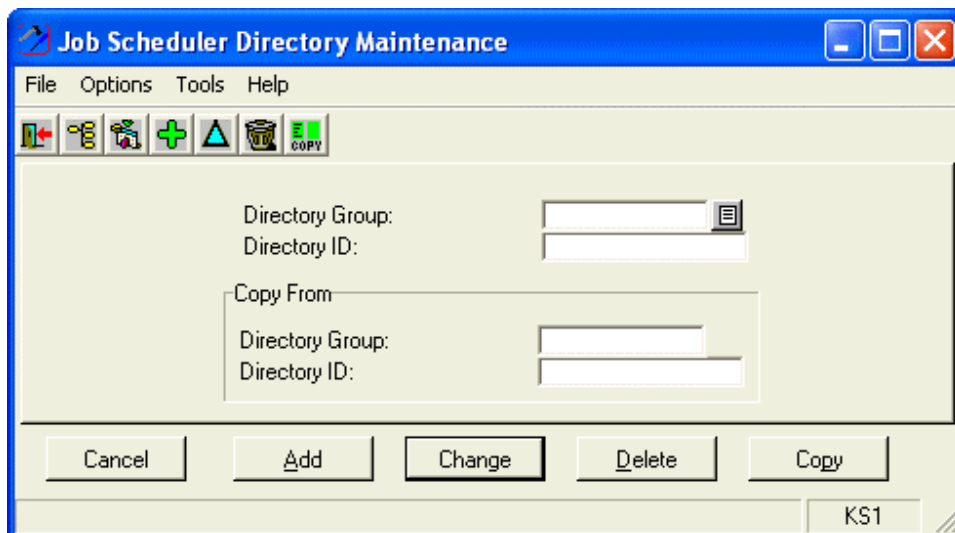 Job Scheduler Directory Maintenance
File Options Tools Help
COPY
Directory Group:
Directory ID:
Copy From
Directory Group:
Directory ID:
Cancel Add Change Delete Copy
KS1